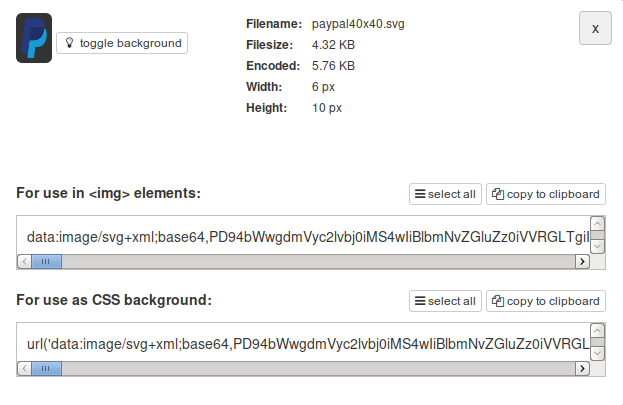 toggle background
Filename: paypal40x40.svg
Filesize: 4.32 KB
Encoded: 5.76 KB
Width: 6 px
Height: 10 px
x
For use in <img> elements:
select all
copy to clipboard
data:image/svg+xml;base64,PD94bWwgdmVyc2lvbj0iMS4wIiBlbmNvZGluZz0iVVRGLTgiI
For use as CSS background:
select all
copy to clipboard
url('data:image/svg+xml;base64,PD94bWwgdmVyc2lvbj0iMS4wIiBlbmNvZGluZz0iVVRGL